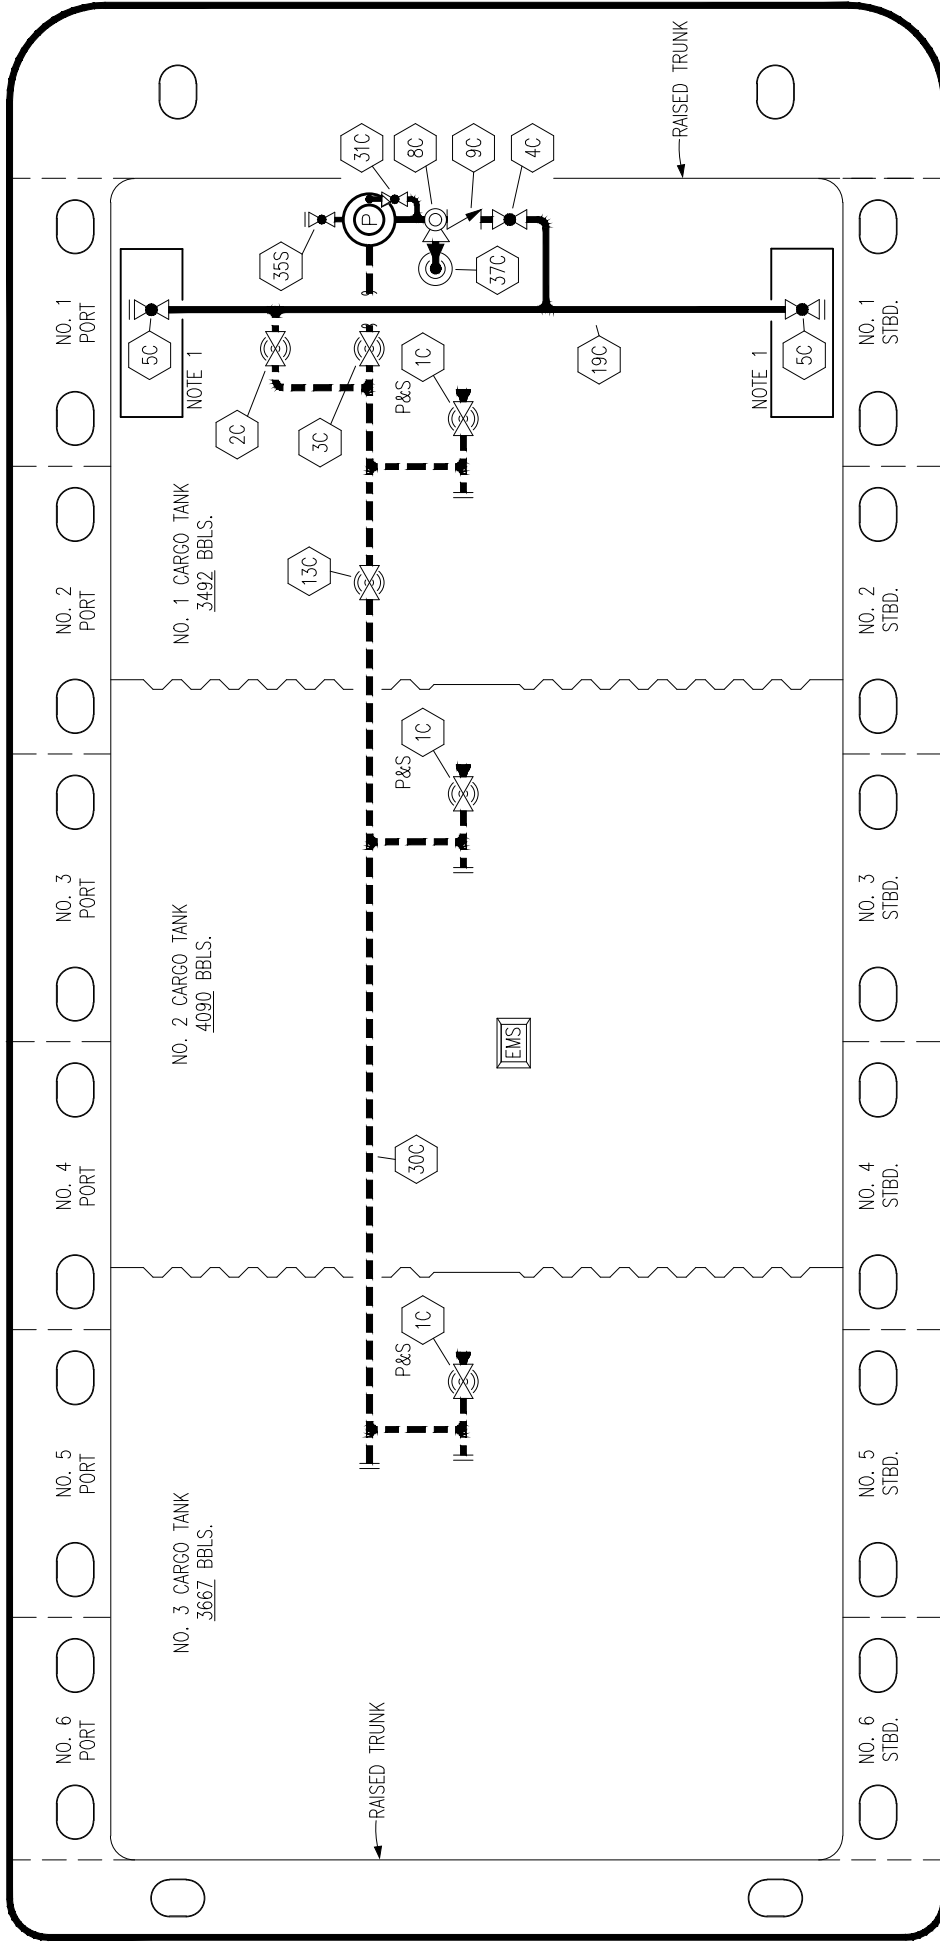 NO. 1
PORT
NO. 2
PORT
NO. 3
PORT
NO. 4
PORT
NO. 5
PORT
NO. 6
PORT
RAISED TRUNK
NO. 3 CARGO TANK
3667 BBLS.
NO. 2 CARGO TANK
4090 BBLS.
NO. 1 CARGO TANK
3492 BBLS.
5C
NOTE 1
2C
35S
3C
13C
P
31C
8C
9C
4C
37C
1C
P&S
1C
P&S
1C
P&S
30C
EMS
19C
NOTE 1
5C
RAISED TRUNK
NO. 1
STBD.
NO. 2
STBD.
NO. 3
STBD.
NO. 4
STBD.
NO. 5
STBD.
NO. 6
STBD.